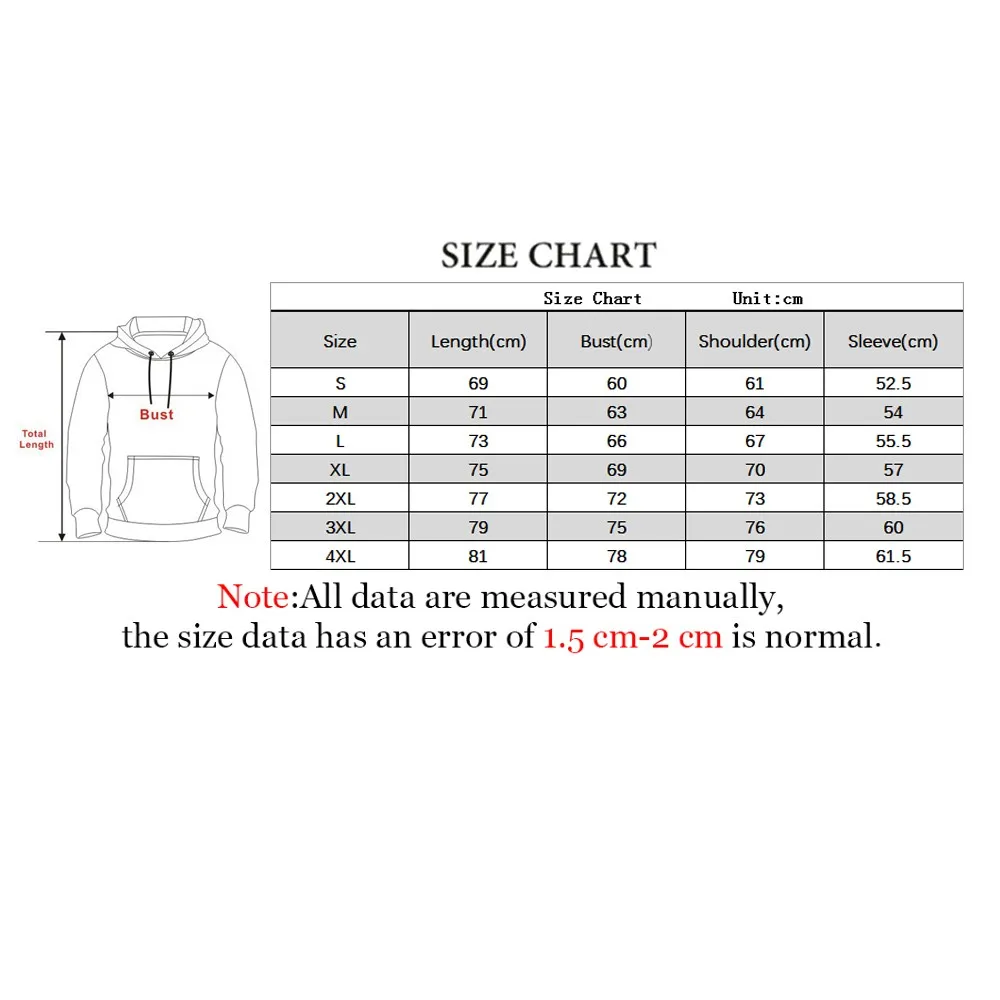 SIZE CHART
Size Chart Unit:cm
Size Length(cm) Bust(cm) Shoulder(cm) Sleeve(cm)
S 69 60 61 52.5
M 71 63 64 54
L 73 66 67 55.5
XL 75 69 70 57
2XL 77 72 73 58.5
3XL 79 75 76 60
4XL 81 78 79 61.5
Bust
Total
Length
Note:All data are measured manually,
the size data has an error of 1.5 cm-2 cm is normal.